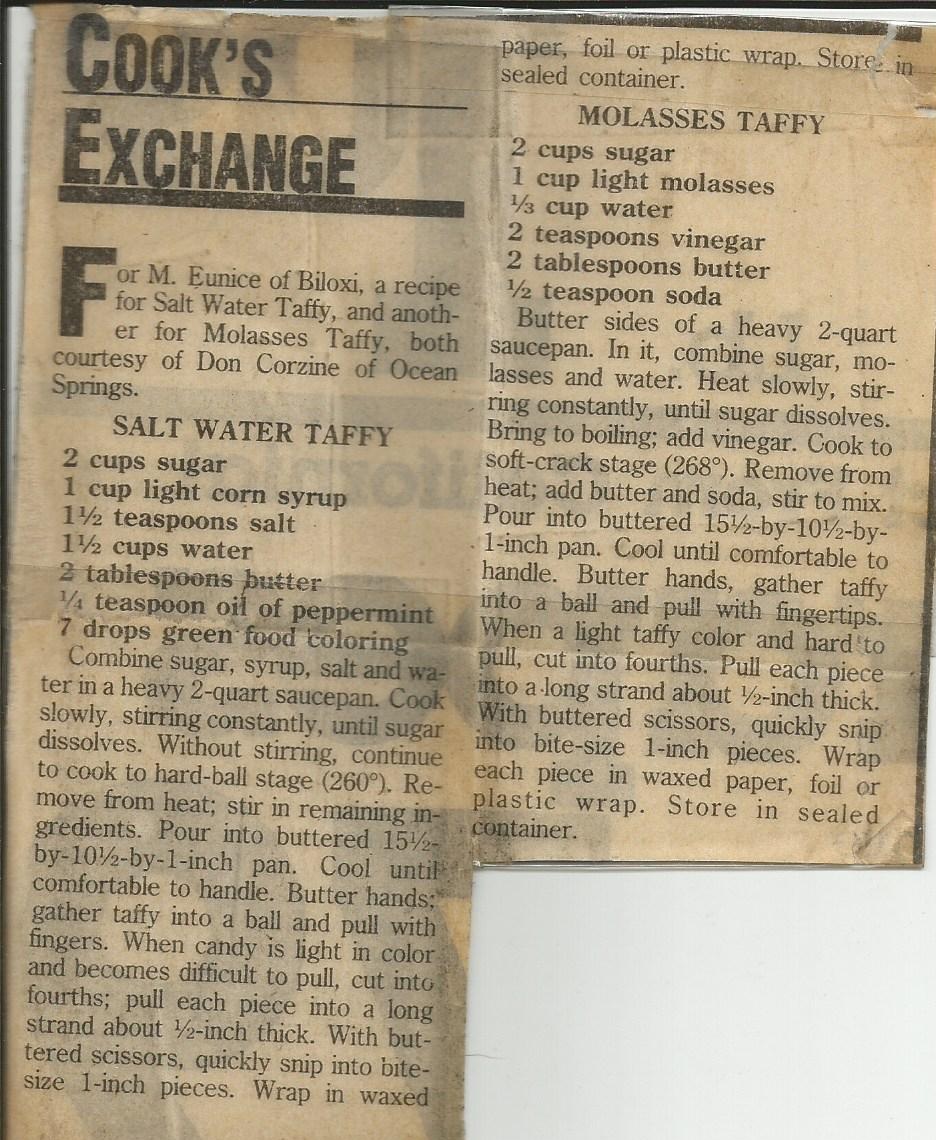 COOK'S
EXCHANGE
For M. Eunice of Biloxi, a recipe
for Salt Water Taffy, and anoth-
er for Molasses Taffy, both
courtesy of Don Corzine of Ocean
Springs.
SALT WATER TAFFY
2 cups sugar
1 cup light corn syrup
1½ teaspoons salt
1½ cups water
2 tablespoons butter
¼ teaspoon oil of peppermint
7 drops green food coloring
Combine sugar, syrup, salt and wa-
ter in a heavy 2-quart saucepan. Cook
slowly, stirring constantly, until sugar
dissolves. Without stirring, continue
to cook to hard-ball stage (260°). Re-
move from heat; stir in remaining in-
gredients. Pour into buttered 15½-
by-10½-by-1-inch pan. Cool until
comfortable to handle. Butter hands;
gather taffy into a ball and pull with
fingers. When candy is light in color
and becomes difficult to pull, cut into
fourths; pull each piece into a long
strand about ½-inch thick. With but-
tered scissors, quickly snip into bite-
size 1-inch pieces. Wrap in waxed
paper, foil or plastic wrap. Store in
sealed container.
MOLASSES TAFFY
2 cups sugar
1 cup light molasses
⅓ cup water
2 teaspoons vinegar
2 tablespoons butter
½ teaspoon soda
Butter sides of a heavy 2-quart
saucepan. In it, combine sugar, mo-
lasses and water. Heat slowly, stir-
ring constantly, until sugar dissolves.
Bring to boiling; add vinegar. Cook to
soft-crack stage (268°). Remove from
heat; add butter and soda, stir to mix.
Pour into buttered 15½-by-10½-by-
1-inch pan. Cool until comfortable to
handle. Butter hands, gather taffy
into a ball and pull with fingertips.
When a light taffy color and hard to
pull, cut into fourths. Pull each piece
into a long strand about ½-inch thick.
With buttered scissors, quickly snip
into bite-size 1-inch pieces. Wrap
each piece in waxed paper, foil or
plastic wrap. Store in sealed
container.